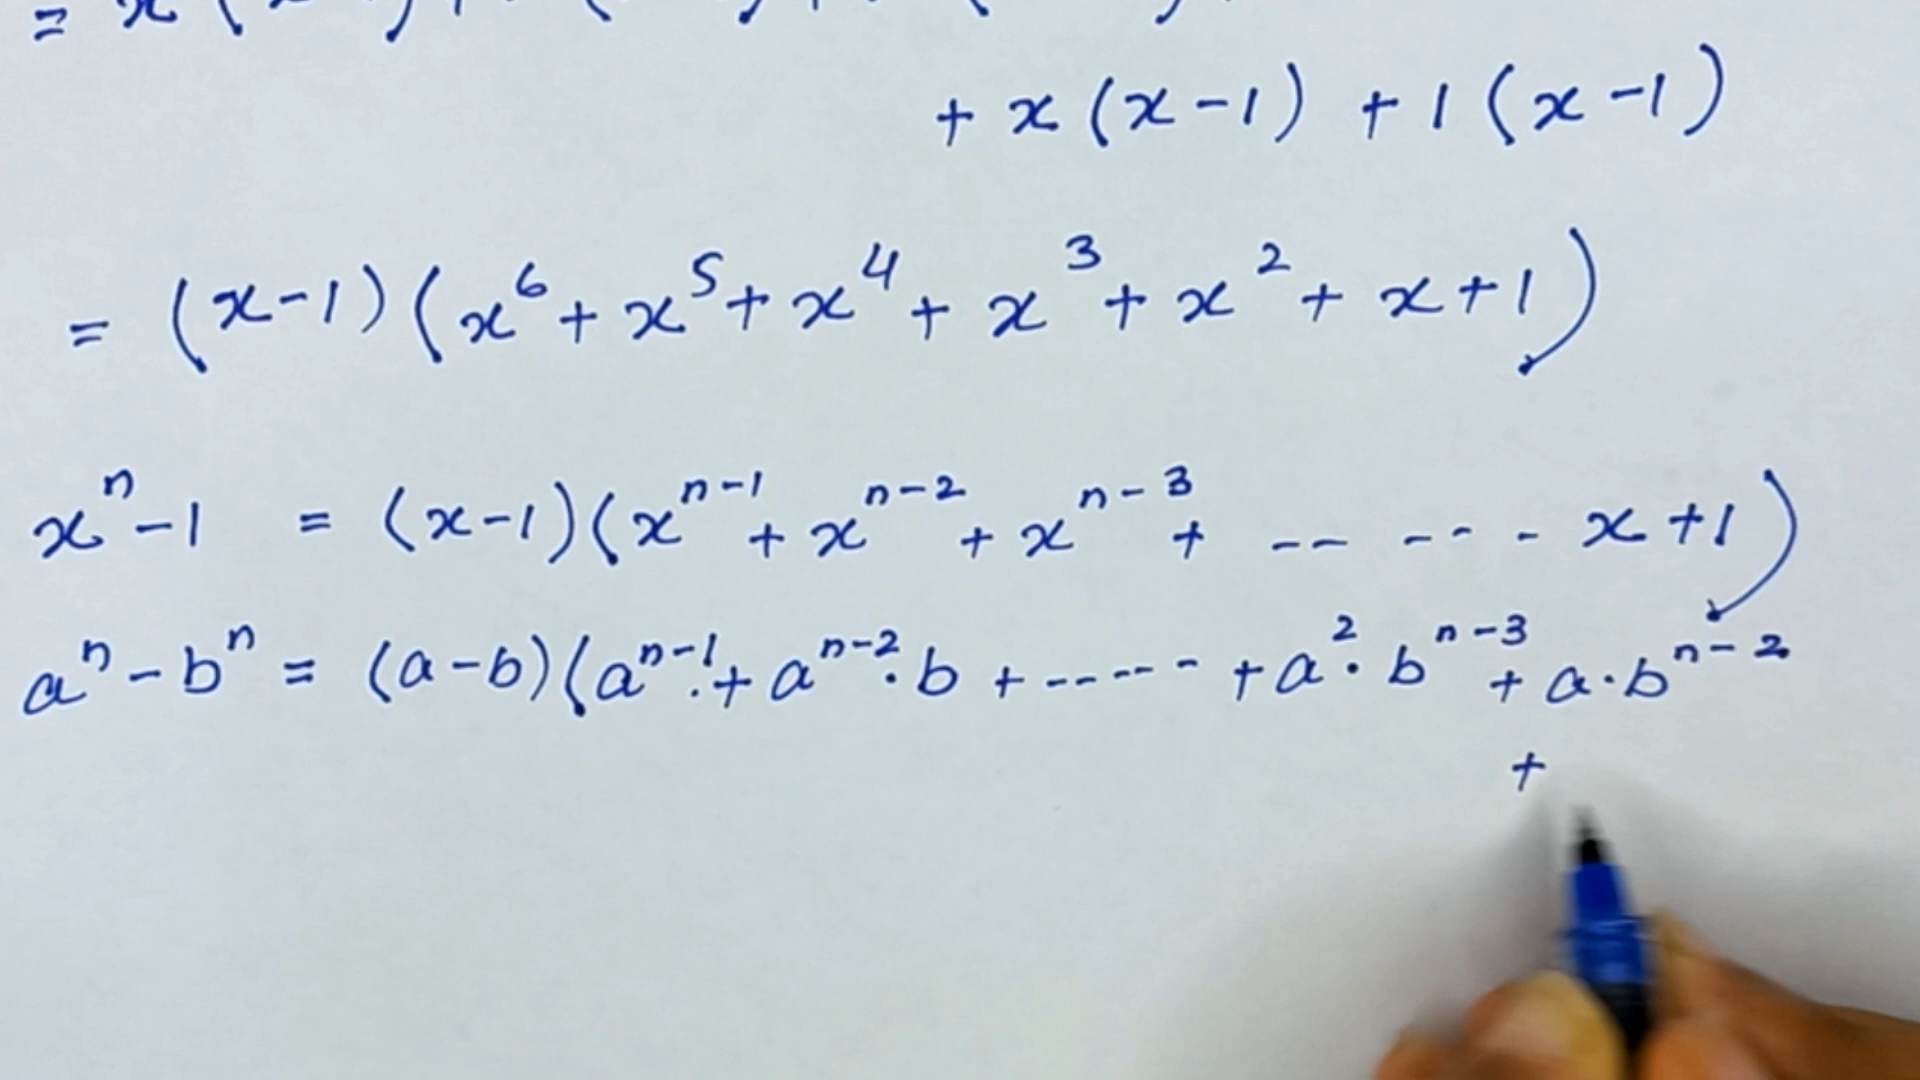 + x (x - 1) + 1 (x - 1)
= (x - 1) (x⁶ + x⁵ + x⁴ + x³ + x² + x + 1)
xⁿ - 1 = (x - 1) (xⁿ⁻¹ + xⁿ⁻² + xⁿ⁻³ + -- -- - - x + 1)
aⁿ - bⁿ = (a - b) (aⁿ⁻¹ · + aⁿ⁻² · b + ----- + a² · bⁿ⁻³ + a · bⁿ⁻²
+